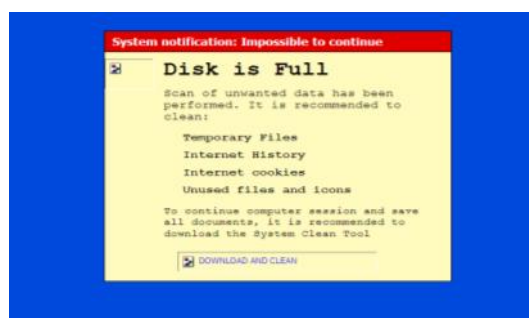 System notification: Impossible to continue
Disk is Full
Scan of unwanted data has been
performed. It is recommended to
clean:
Temporary Files
Internet History
Internet cookies
Unused files and icons
To continue computer session and save
all documents, it is recommended to
download the System Clean Tool
DOWNLOAD AND CLEAN